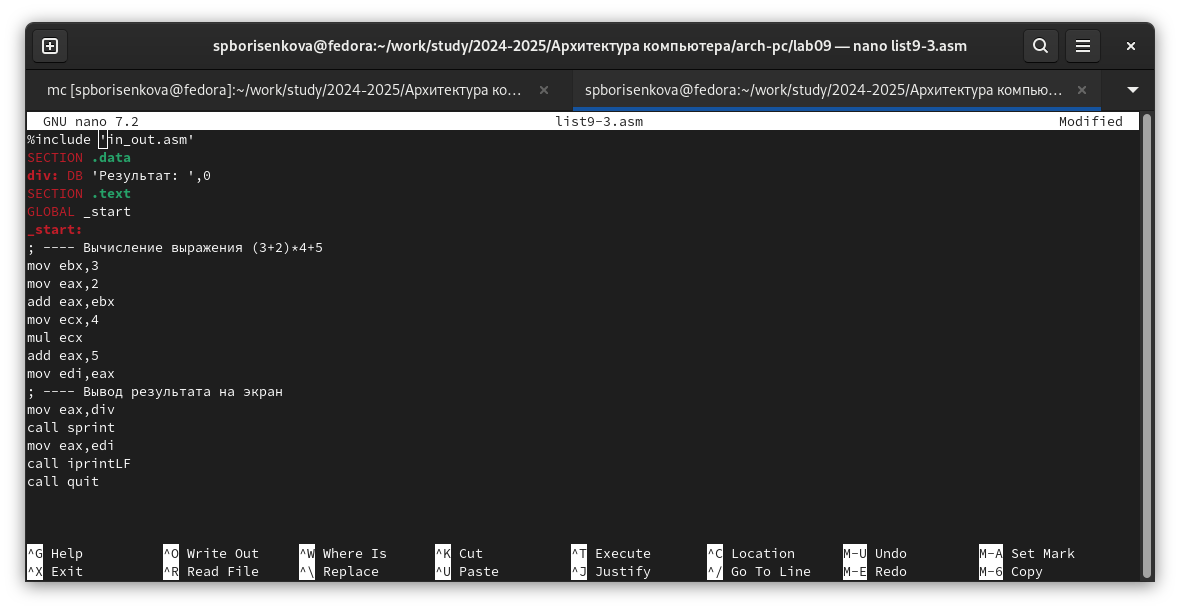 spborisenkova@fedora:~/work/study/2024-2025/Архитектура компьютера/arch-pc/lab09 — nano list9-3.asm
mc [spborisenkova@fedora]:~/work/study/2024-2025/Архитектура ко... spborisenkova@fedora:~/work/study/2024-2025/Архитектура компью...
GNU nano 7.2 list9-3.asm Modified
%include 'in_out.asm'
SECTION .data
div: DB 'Результат: ',0
SECTION .text
GLOBAL _start
_start:
; ---- Вычисление выражения (3+2)*4+5
mov ebx,3
mov eax,2
add eax,ebx
mov ecx,4
mul ecx
add eax,5
mov edi,eax
; ---- Вывод результата на экран
mov eax,div
call sprint
mov eax,edi
call iprintLF
call quit
^G Help ^O Write Out ^W Where Is ^K Cut ^T Execute ^C Location M-U Undo M-A Set Mark
^X Exit ^R Read File ^\ Replace ^U Paste ^J Justify ^/ Go To Line M-E Redo M-6 Copy